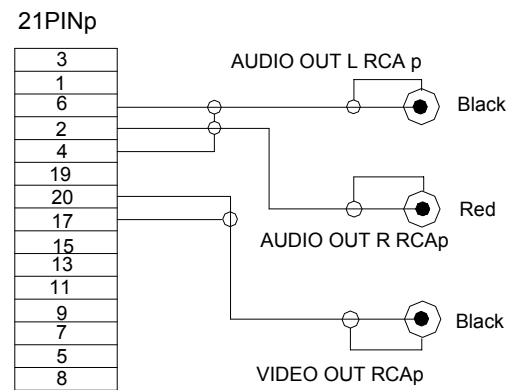 21PINp
3
1
6
2
4
19
20
17
15
13
11
9
7
5
8
AUDIO OUT L RCA p
Black
Red
AUDIO OUT R RCAp
Black
VIDEO OUT RCAp